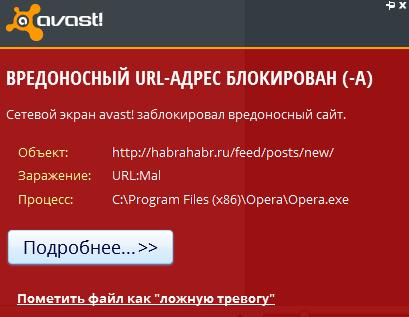 avast!
ВРЕДОНОСНЫЙ URL-АДРЕС БЛОКИРОВАН (-А)
Сетевой экран avast! заблокировал вредоносный сайт.
Объект: http://habrahabr.ru/feed/posts/new/
Заражение: URL:Mal
Процесс: C:\Program Files (x86)\Opera\Opera.exe
Подробнее... >>
Пометить файл как "ложную тревогу"